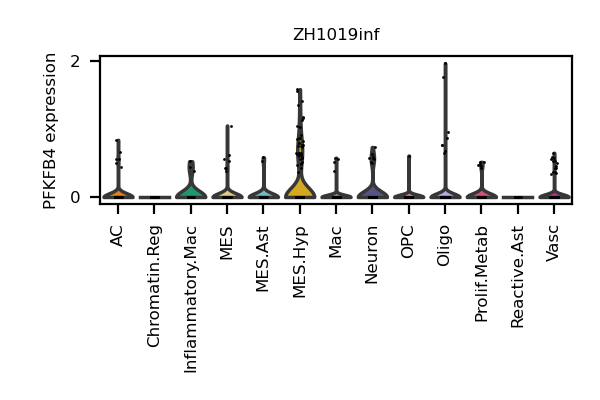 ZH1019inf
PFKFB4 expression
2
0
AC
Chromatin.Reg
Inflammatory.Mac
MES
MES.Ast
MES.Hyp
Mac
Neuron
OPC
Oligo
Prolif.Metab
Reactive.Ast
Vasc